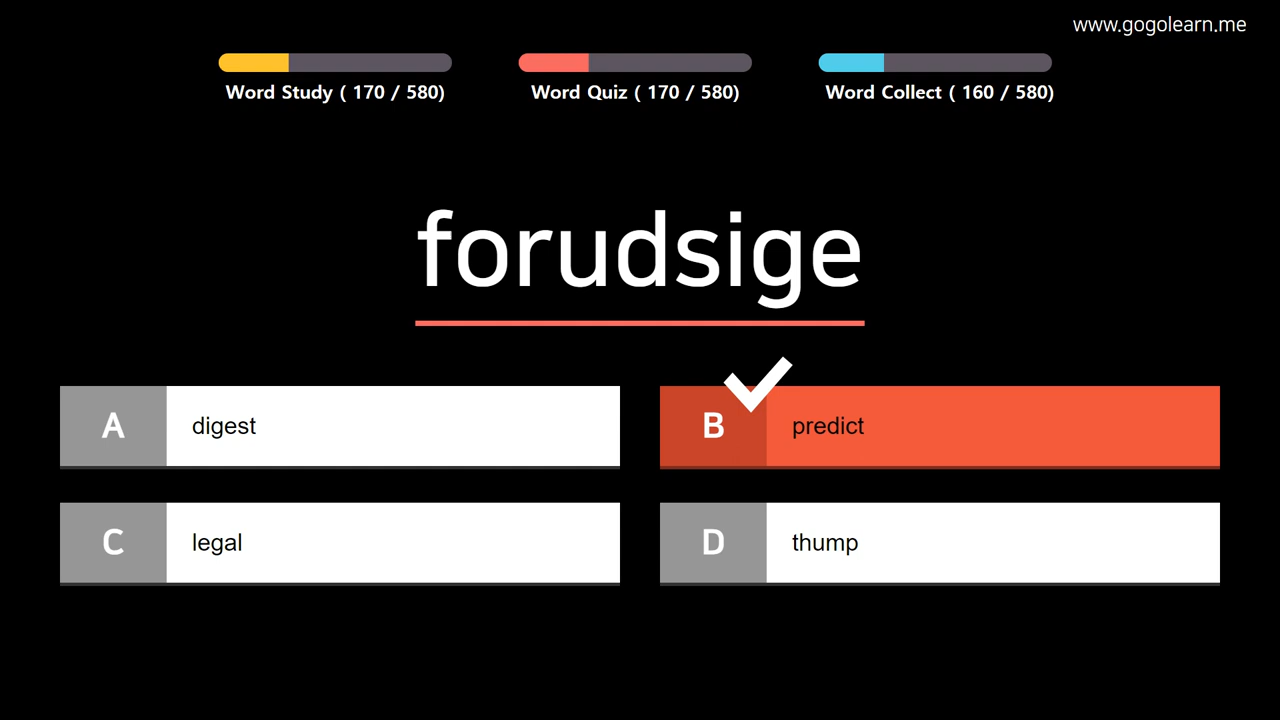 www.gogolearn.me
Word Study ( 170 / 580)
Word Quiz ( 170 / 580)
Word Collect ( 160 / 580)
forudsige
A digest
B predict
C legal
D thump